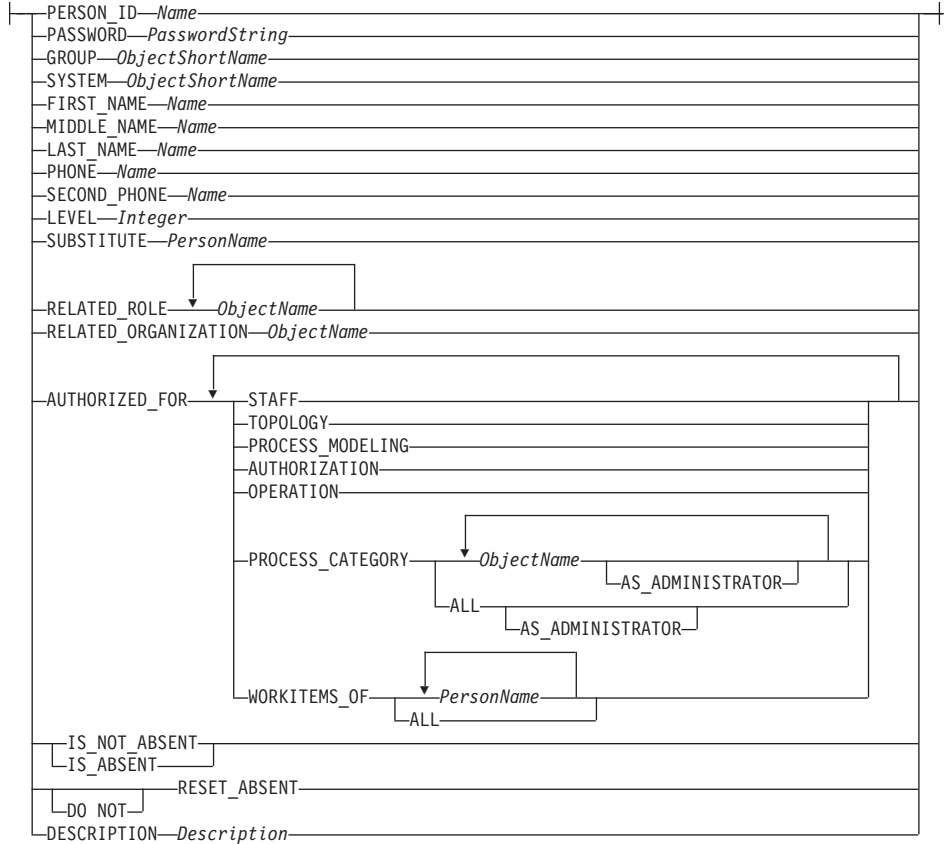 PERSON_ID Name
PASSWORD PasswordString
GROUP ObjectShortName
SYSTEM ObjectShortName
FIRST_NAME Name
MIDDLE_NAME Name
LAST_NAME Name
PHONE Name
SECOND_PHONE Name
LEVEL Integer
SUBSTITUTE PersonName
RELATED_ROLE ObjectName
RELATED_ORGANIZATION ObjectName
AUTHORIZED_FOR STAFF
TOPOLOGY
PROCESS_MODELING
AUTHORIZATION
OPERATION
PROCESS_CATEGORY ObjectName
AS_ADMINISTRATOR
ALL
AS_ADMINISTRATOR
WORKITEMS_OF PersonName
ALL
IS_NOT_ABSENT
IS_ABSENT
RESET_ABSENT
DO NOT
DESCRIPTION Description